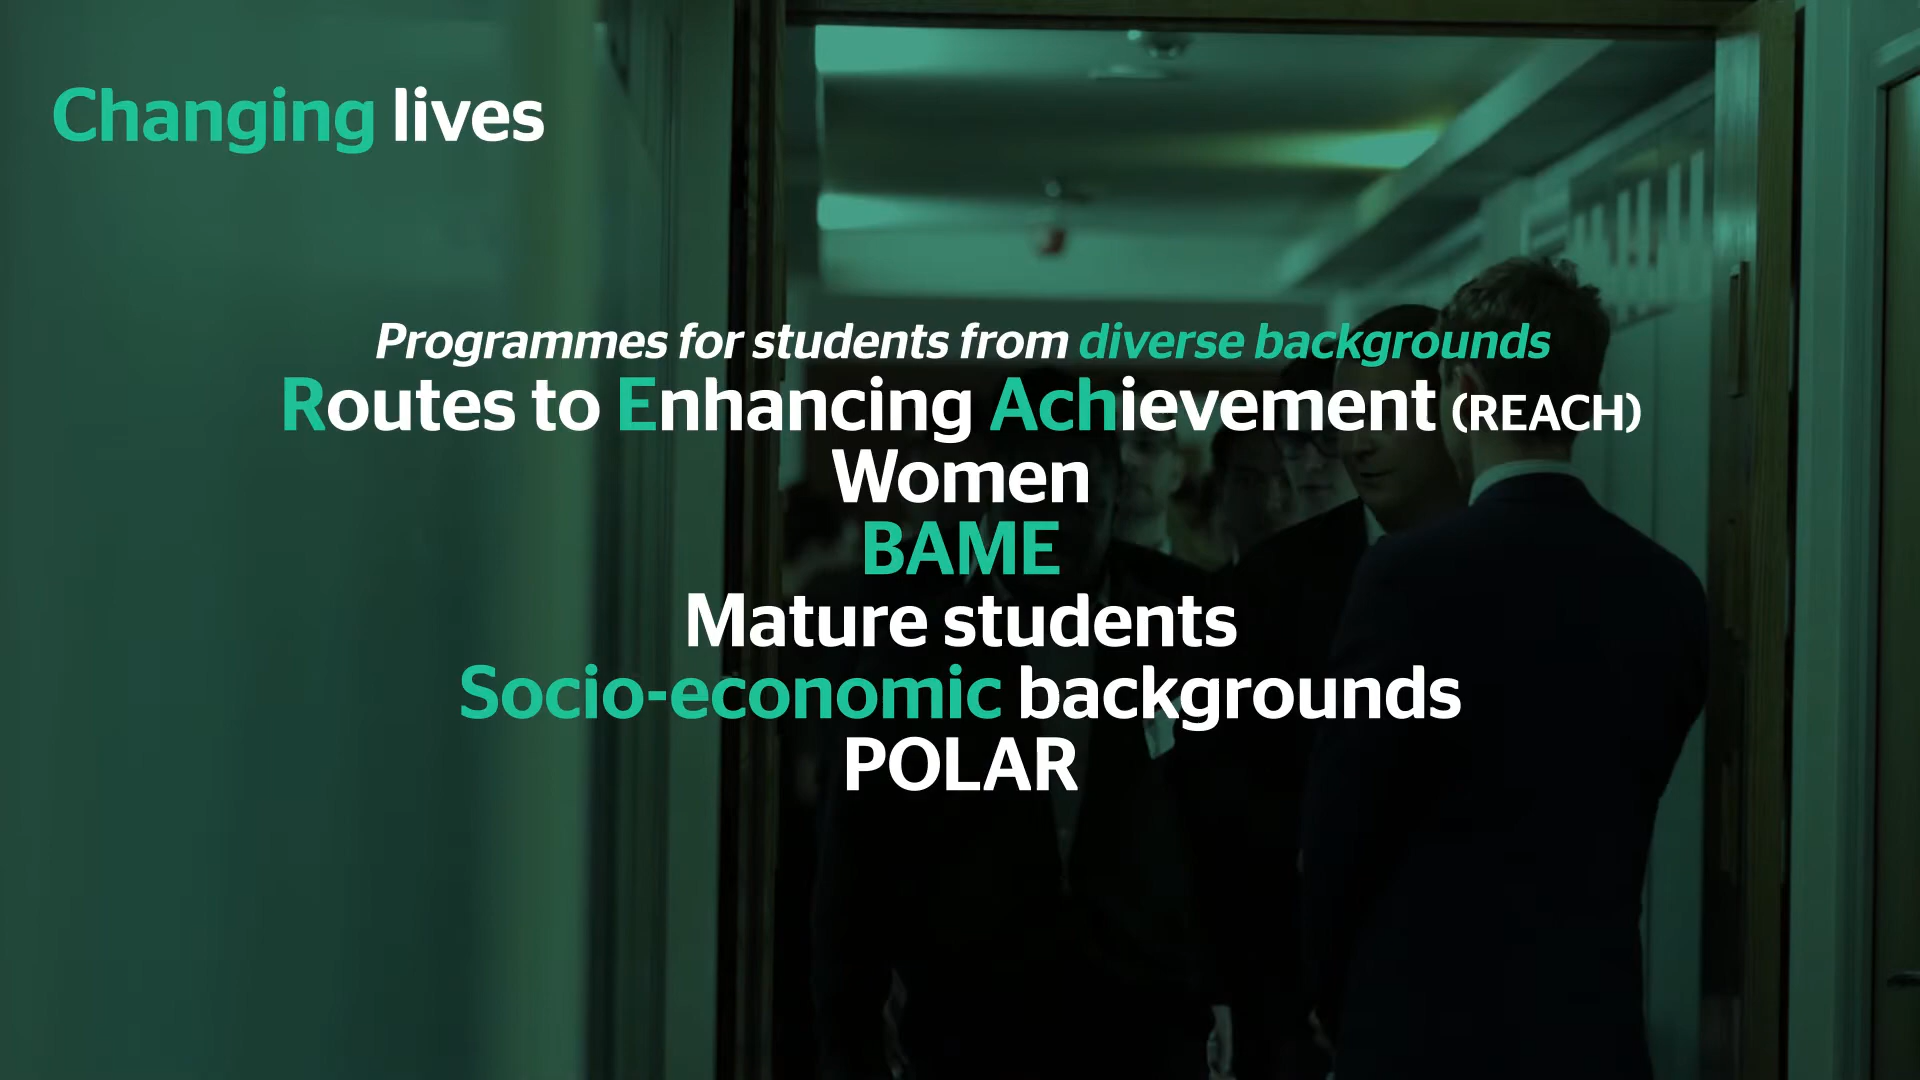 Changing lives
Programmes for students from diverse backgrounds
Routes to Enhancing Achievement (REACH)
Women
BAME
Mature students
Socio-economic backgrounds
POLAR